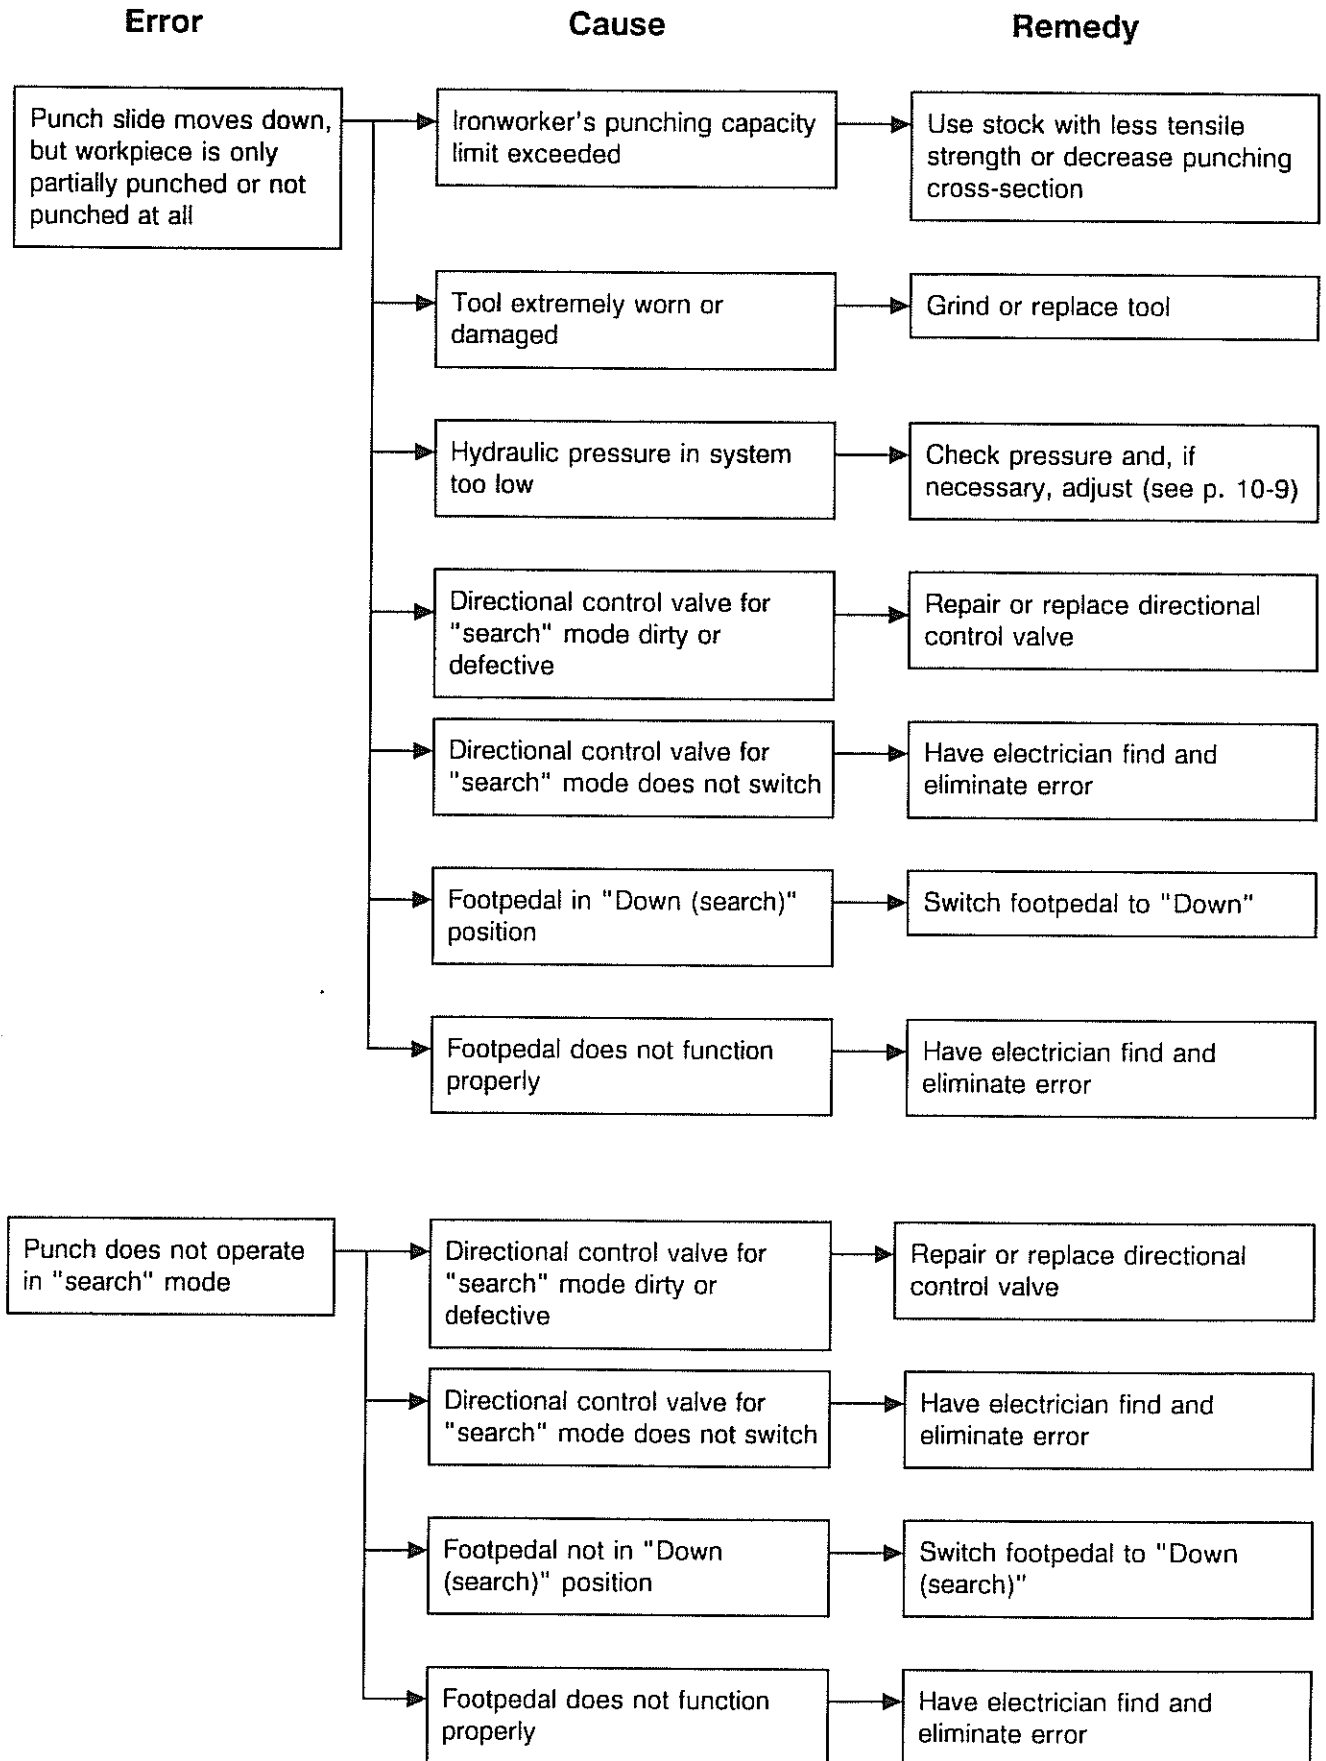 Error
Cause
Remedy
Punch slide moves down,
but workpiece is only
partially punched or not
punched at all
Ironworker's punching capacity
limit exceeded
Use stock with less tensile
strength or decrease punching
cross-section
Tool extremely worn or
damaged
Grind or replace tool
Hydraulic pressure in system
too low
Check pressure and, if
necessary, adjust (see p. 10-9)
Directional control valve for
"search" mode dirty or
defective
Repair or replace directional
control valve
Directional control valve for
"search" mode does not switch
Have electrician find and
eliminate error
Footpedal in "Down (search)"
position
Switch footpedal to "Down"
Footpedal does not function
properly
Have electrician find and
eliminate error
Punch does not operate
in "search" mode
Directional control valve for
"search" mode dirty or
defective
Repair or replace directional
control valve
Directional control valve for
"search" mode does not switch
Have electrician find and
eliminate error
Footpedal not in "Down
(search)" position
Switch footpedal to "Down
(search)"
Footpedal does not function
properly
Have electrician find and
eliminate error